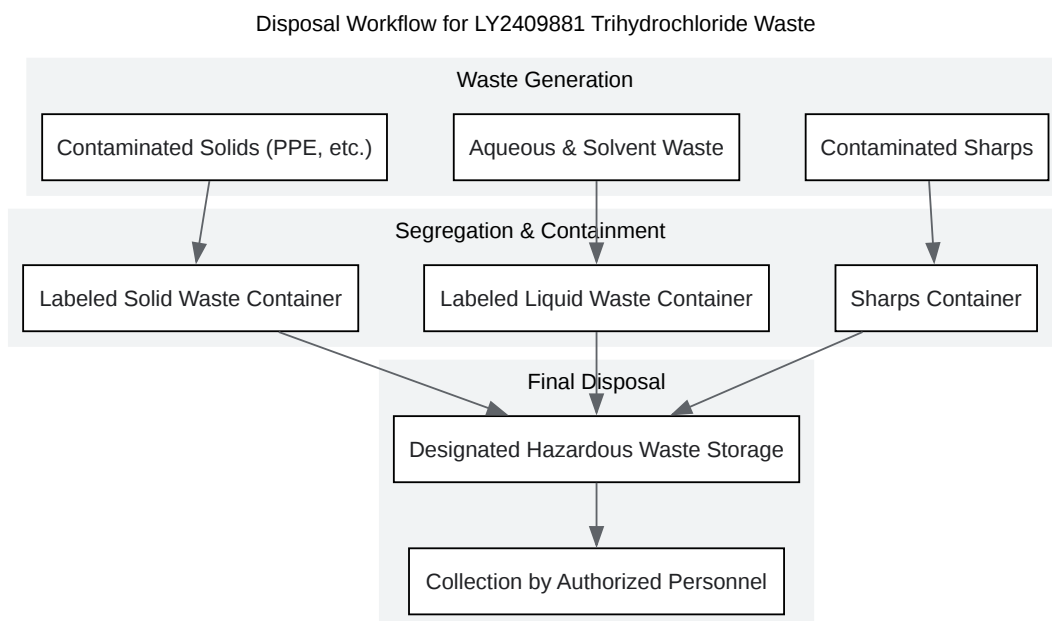 Disposal Workflow for LY2409881 Trihydrochloride Waste
Waste Generation
Contaminated Solids (PPE, etc.)
Aqueous & Solvent Waste
Contaminated Sharps
Segregation & Containment
Labeled Solid Waste Container
Labeled Liquid Waste Container
Sharps Container
Final Disposal
Designated Hazardous Waste Storage
Collection by Authorized Personnel